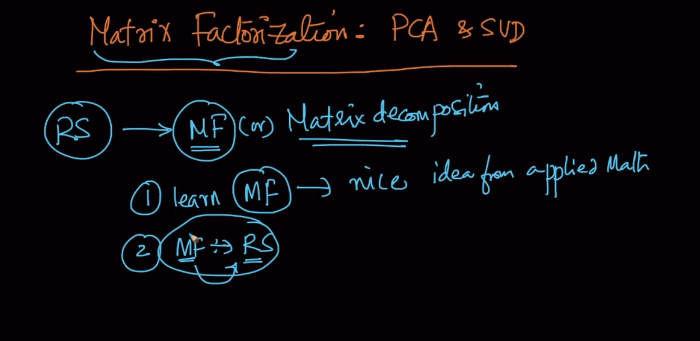 Matrix Factorization: PCA & SVD
RS → MF (or) Matrix decomposition
① learn MF → nice idea from applied Math
② MF ↔ RS